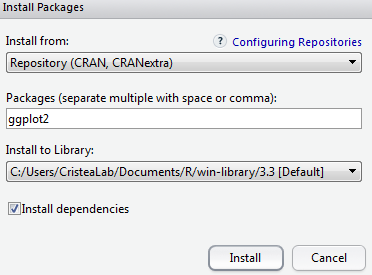 Install Packages
Install from:
? Configuring Repositories
Repository (CRAN, CRANextra)
Packages (separate multiple with space or comma):
ggplot2
Install to Library:
C:/Users/CristeaLab/Documents/R/win-library/3.3 [Default]
Install dependencies
Install Cancel